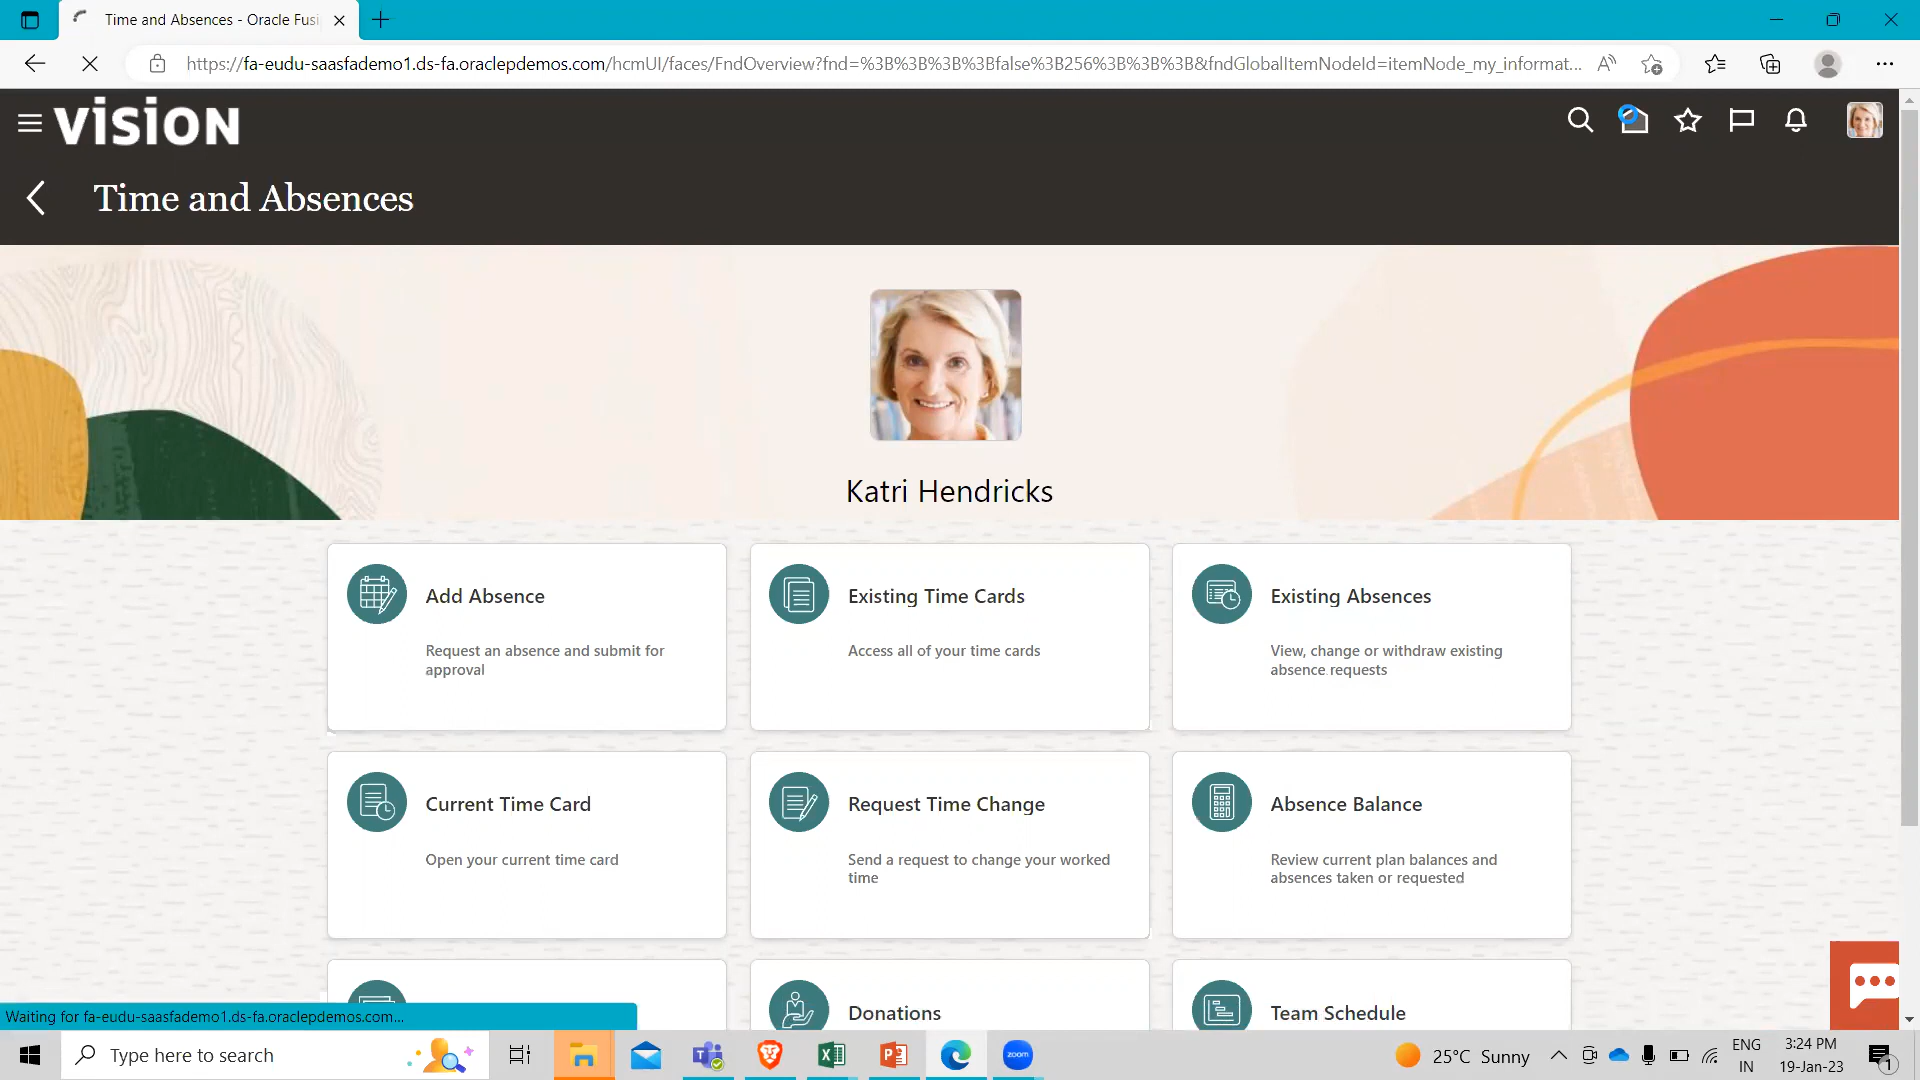 Time and Absences - Oracle Fusi
https://fa-eudu-saasfademo1.ds-fa.oraclepdemos.com/hcmUI/faces/FndOverview?fnd=%3B%3B%3B%3Bfalse%3B256%3B%3B%3B&fndGlobalItemNodeId=itemNode_my_informat...
vision
Time and Absences
Katri Hendricks
Add Absence
Request an absence and submit for
approval
Existing Time Cards
Access all of your time cards
Existing Absences
View, change or withdraw existing
absence requests
Current Time Card
Open your current time card
Request Time Change
Send a request to change your worked
time
Absence Balance
Review current plan balances and
absences taken or requested
Donations
Team Schedule
Waiting for fa-eudu-saasfademo1.ds-fa.oraclepdemos.com...
Type here to search
zoom
25°C Sunny
ENG
IN
3:24 PM
19-Jan-23
1